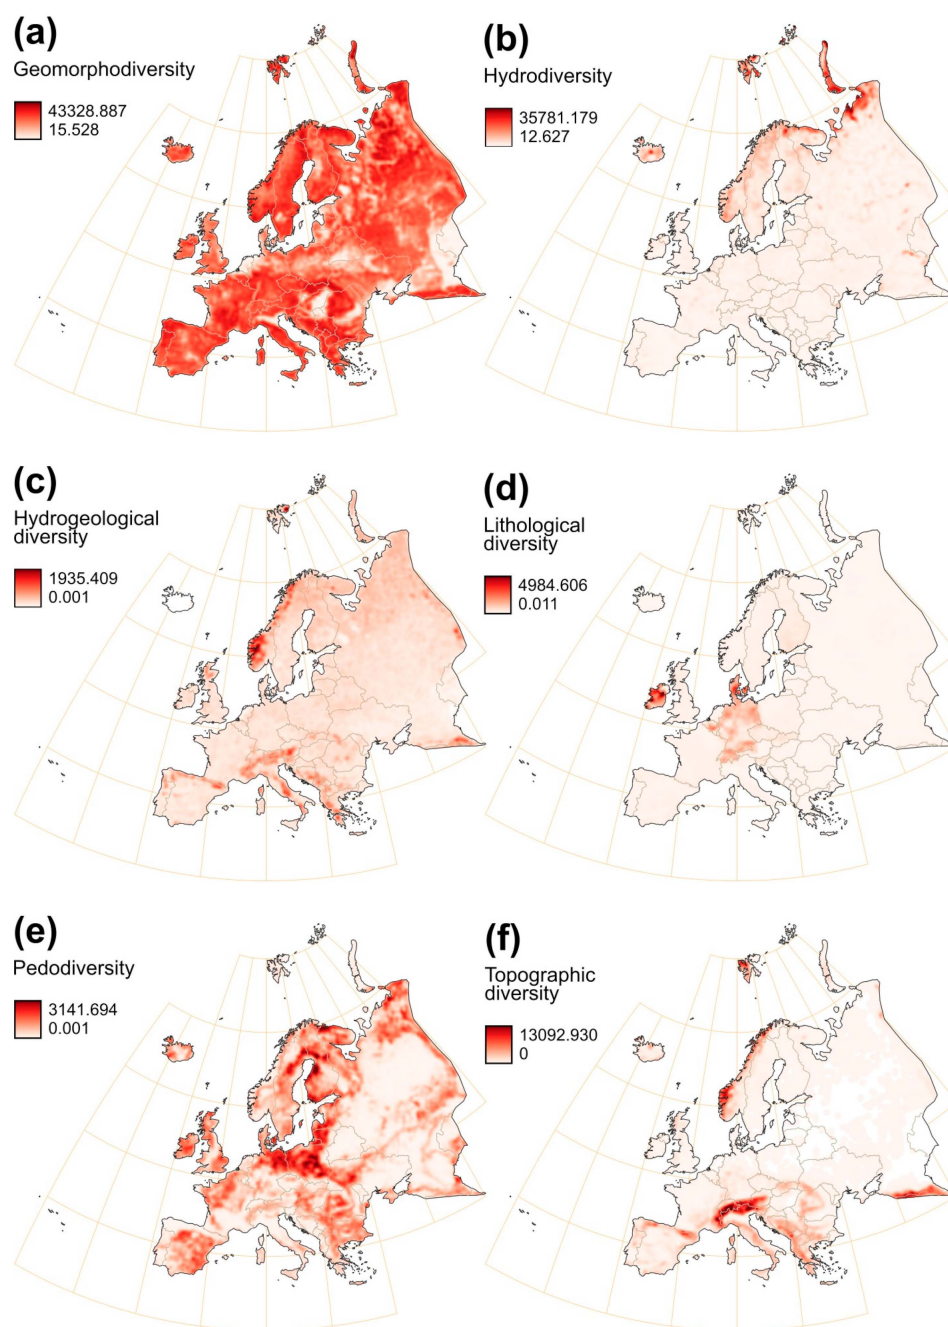 (a)
Geomorphodiversity
43328.887
15.528
(b)
Hydrodiversity
35781.179
12.627
(c)
Hydrogeological
diversity
1935.409
0.001
(d)
Lithological
diversity
4984.606
0.011
(e)
Pedodiversity
3141.694
0.001
(f)
Topographic
diversity
13092.930
0